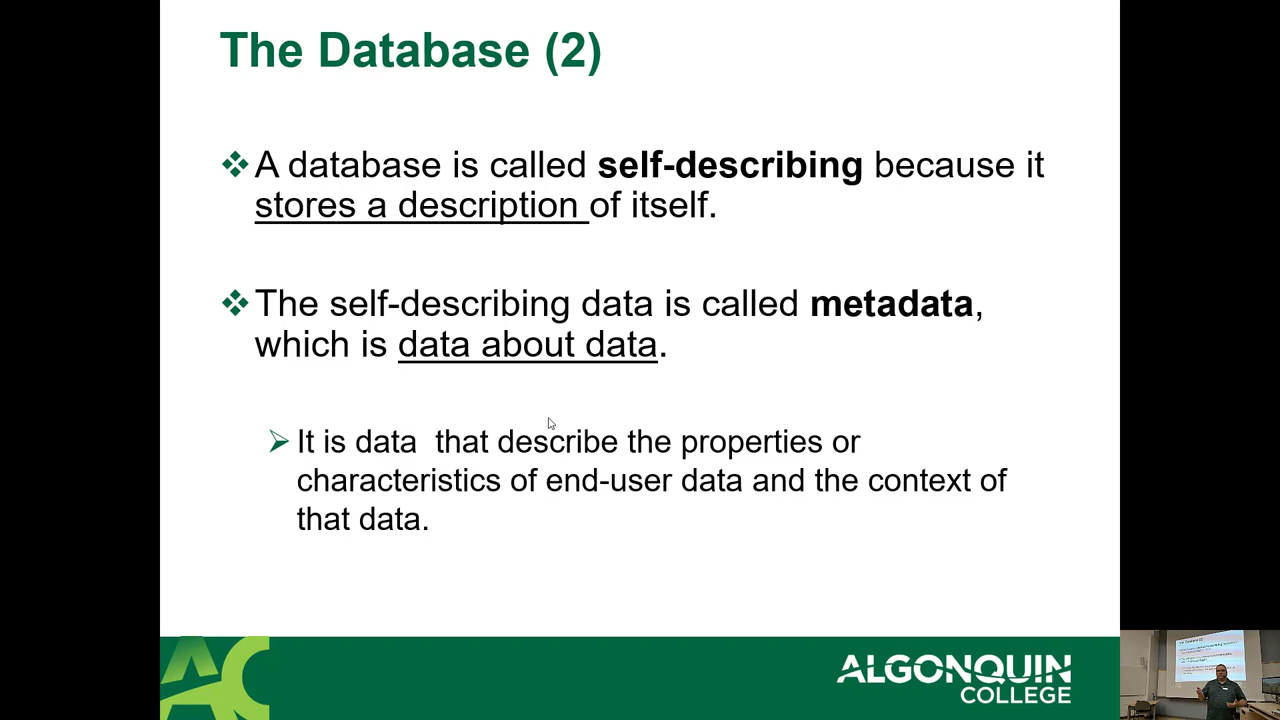 The Database (2)
A database is called self-describing because it
stores a description of itself.
The self-describing data is called metadata,
which is data about data.
It is data  that describe the properties or
characteristics of end-user data and the context of
that data.
AC
ALGONQUIN
COLLEGE